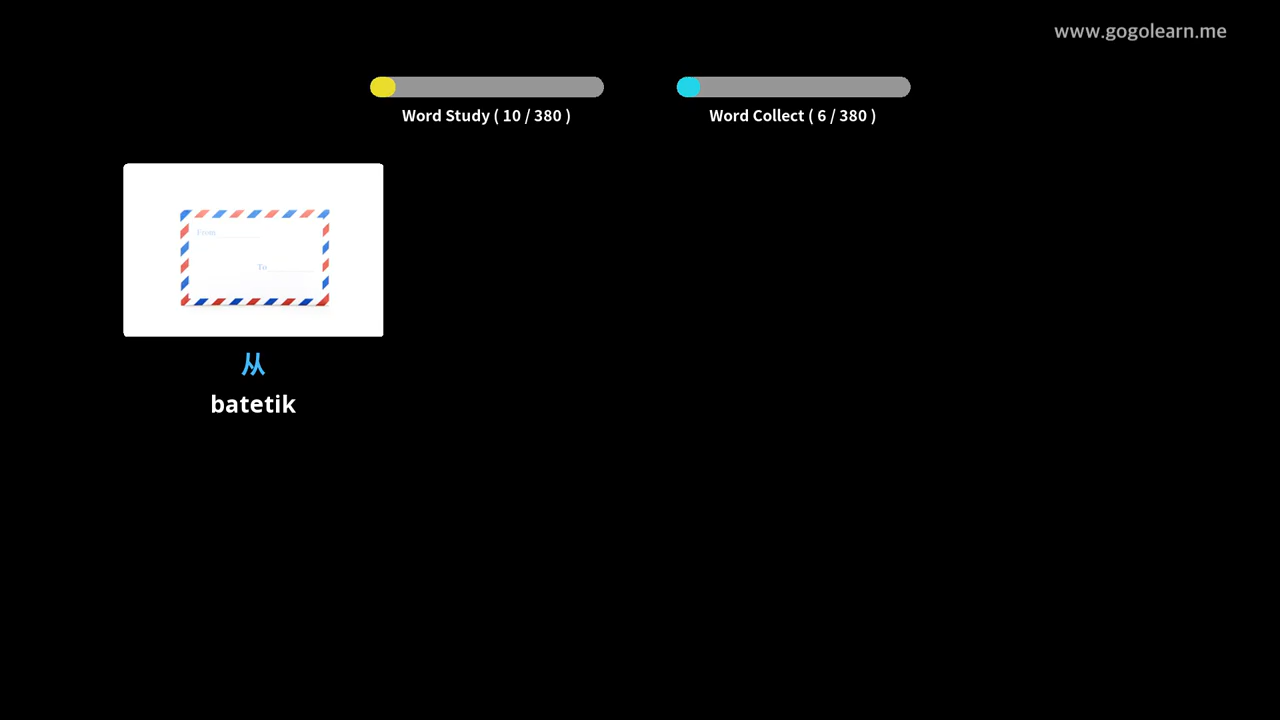 www.gogolearn.me
Word Study ( 10 / 380 )
Word Collect ( 6 / 380 )
From
To
从
batetik